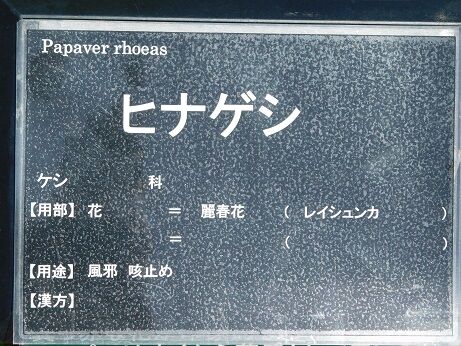 Papaver rhoeas
ヒナゲシ
ケシ 科
【用部】 花 = 麗春花 ( レイシュンカ )
= ( )
【用途】 風邪 咳止め
【漢方】